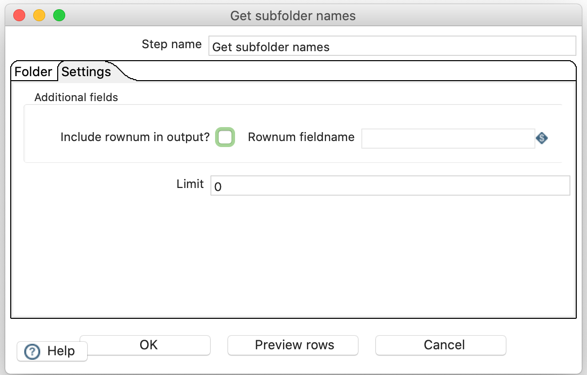 Get subfolder names
Step name Get subfolder names
Folder Settings
Additional fields
Include rownum in output? Rownum fieldname
Limit 0
Help OK Preview rows Cancel